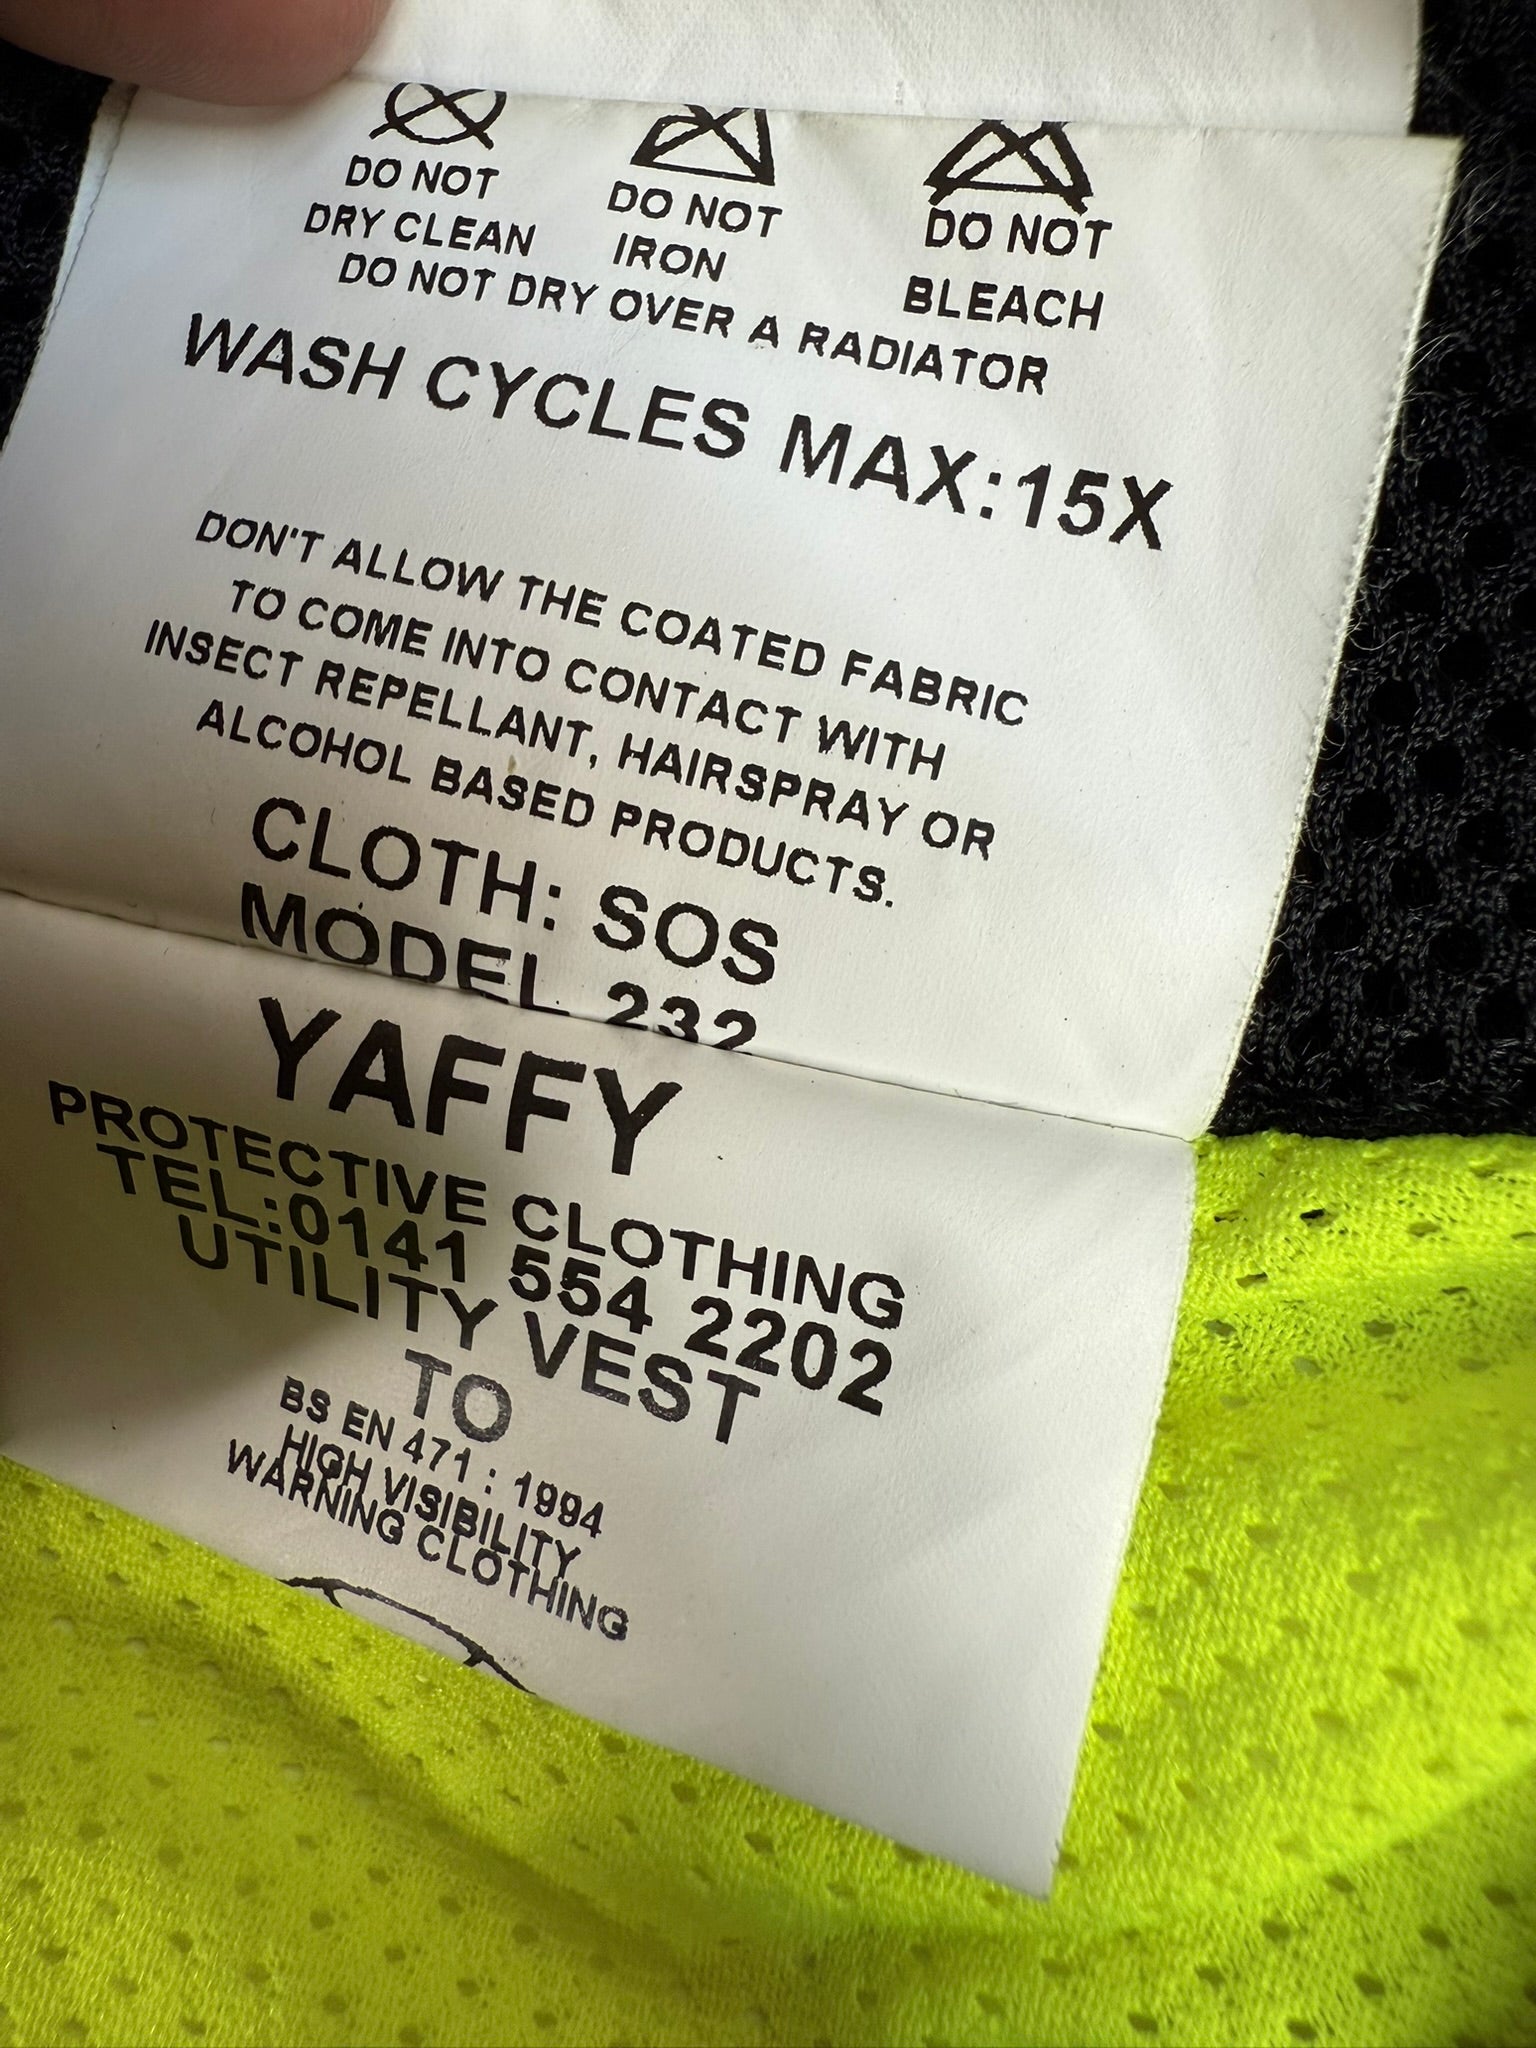 DO NOT
DRY CLEAN
DO NOT
IRON
DO NOT
BLEACH
DO NOT DRY OVER A RADIATOR
WASH CYCLES MAX:15X
DON'T ALLOW THE COATED FABRIC
TO COME INTO CONTACT WITH
INSECT REPELLANT, HAIRSPRAY OR
ALCOHOL BASED PRODUCTS.
CLOTH: SOS
MODEL 232
YAFFY
PROTECTIVE CLOTHING
TEL:0141 554 2202
UTILITY VEST
TO
BS EN 471 : 1994
HIGH VISIBILITY
WARNING CLOTHING